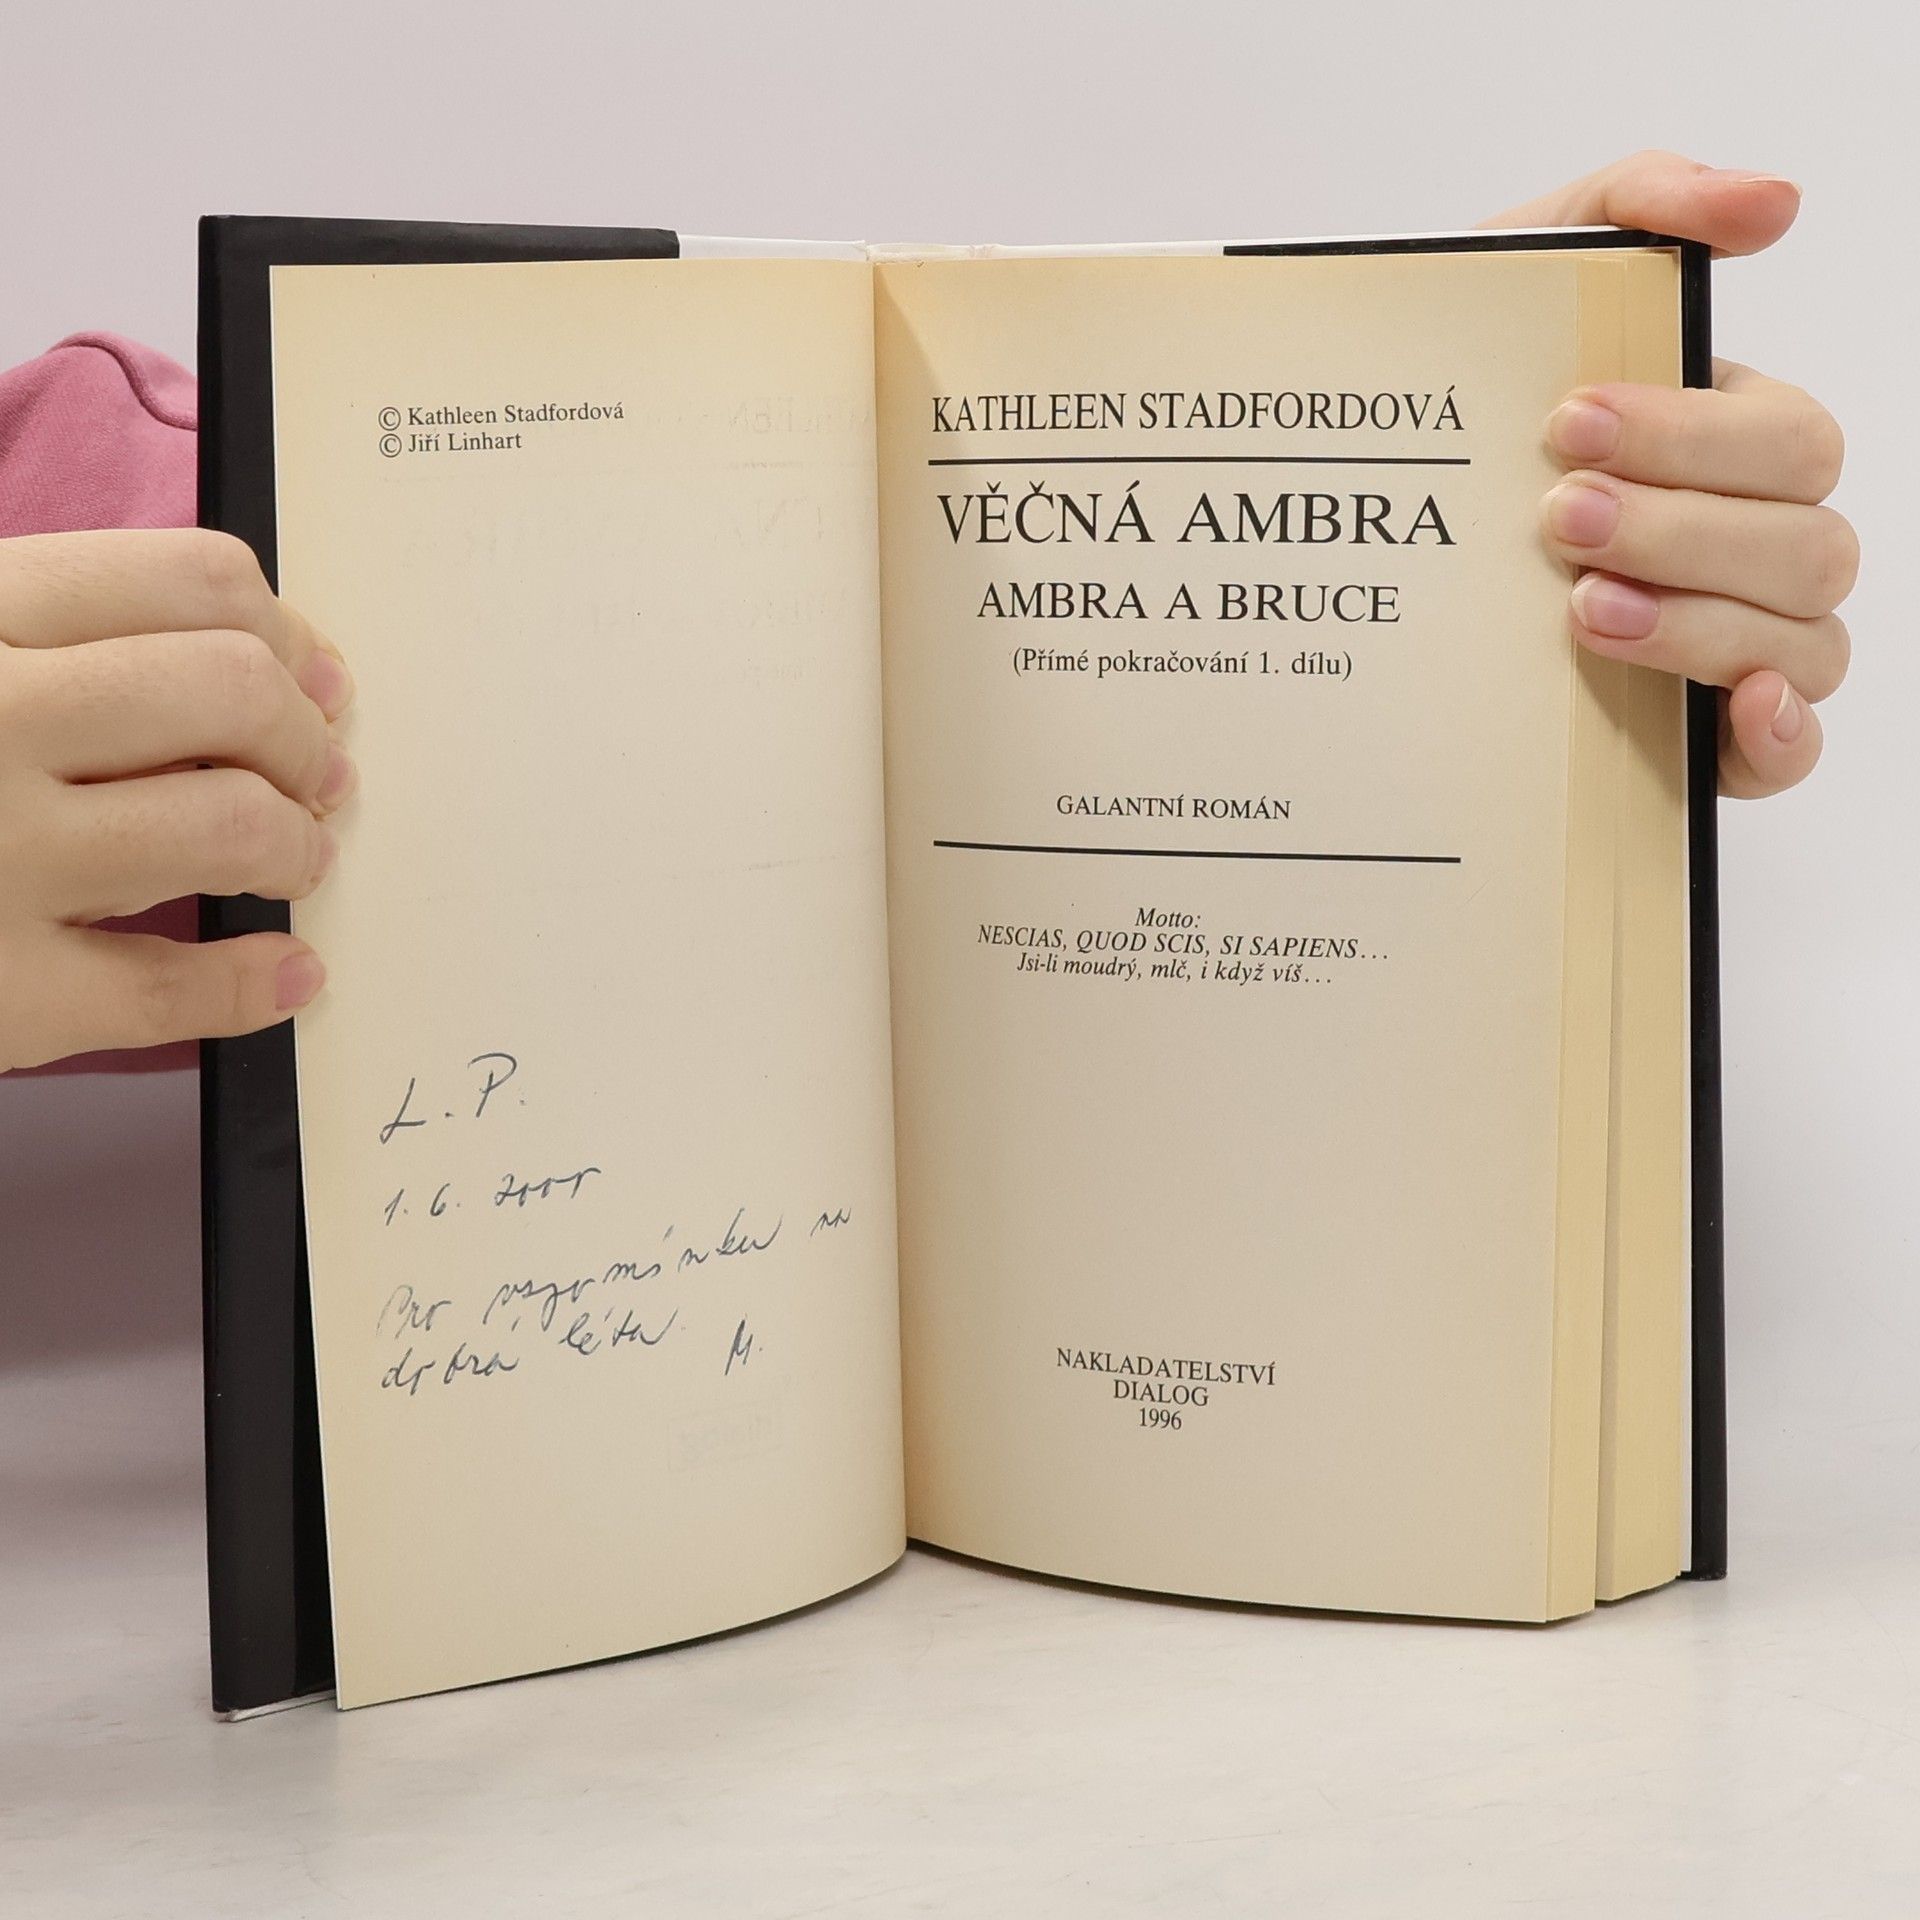 © Kathleen Stadfordová
© Jiří Linhart
L. P.
1. 6.
Pro vzpomínku na
dobrá léta. M.
KATHLEEN STADFORDOVÁ
VĚČNÁ AMBRA
AMBRA A BRUCE
(Přímé pokračování 1. dílu)
GALANTNÍ ROMÁN
Motto:
NESCIAS, QUOD SCIS, SI SAPIENS...
Jsi-li moudrý, mlč, i když víš...
NAKLADATELSTVÍ
DIALOG
1996